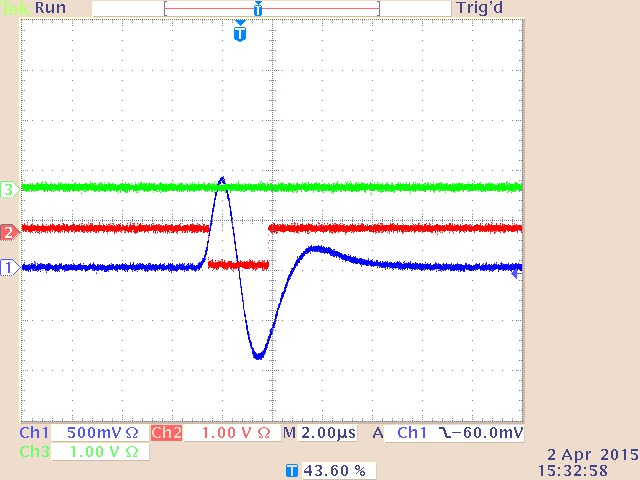 Tek Run Trig'd
T
T
3
2
1
Ch1 500mV Ω Ch2 1.00 V Ω M 2.00µs A Ch1 -60.0mV
Ch3 1.00 V Ω
2 Apr 2015
T 43.60 % 15:32:58